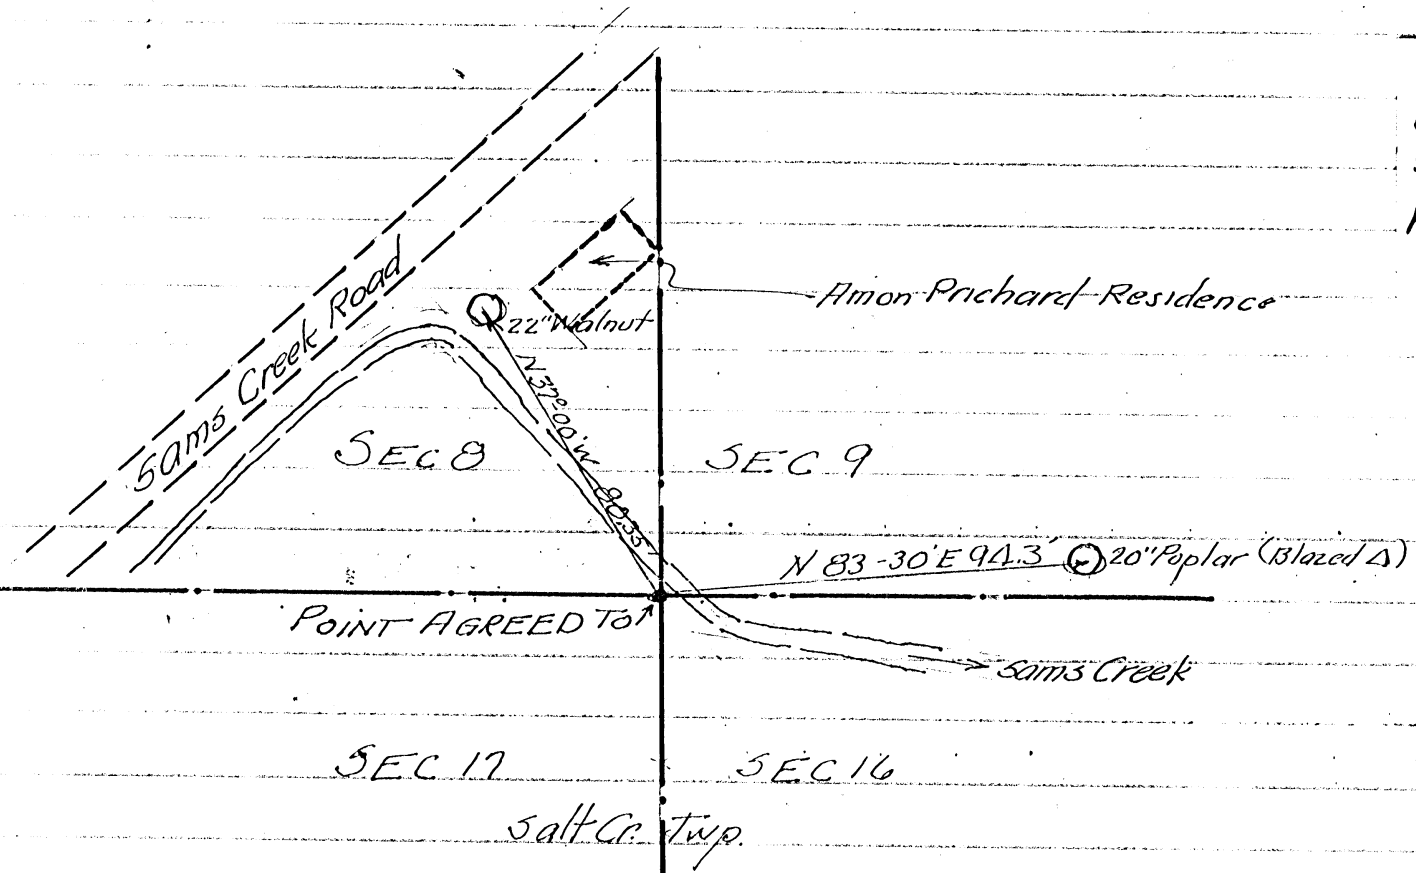 Sams Creek Road
Amon Prichard Residence
22" Walnut
N 37°-00' W 80.35'
SEC 8
SEC 9
N 83-30' E 94.3'
20" Poplar (Blazed Δ)
POINT AGREED TO
Sams Creek
SEC 17
SEC 16
Salt Cr. Twp.